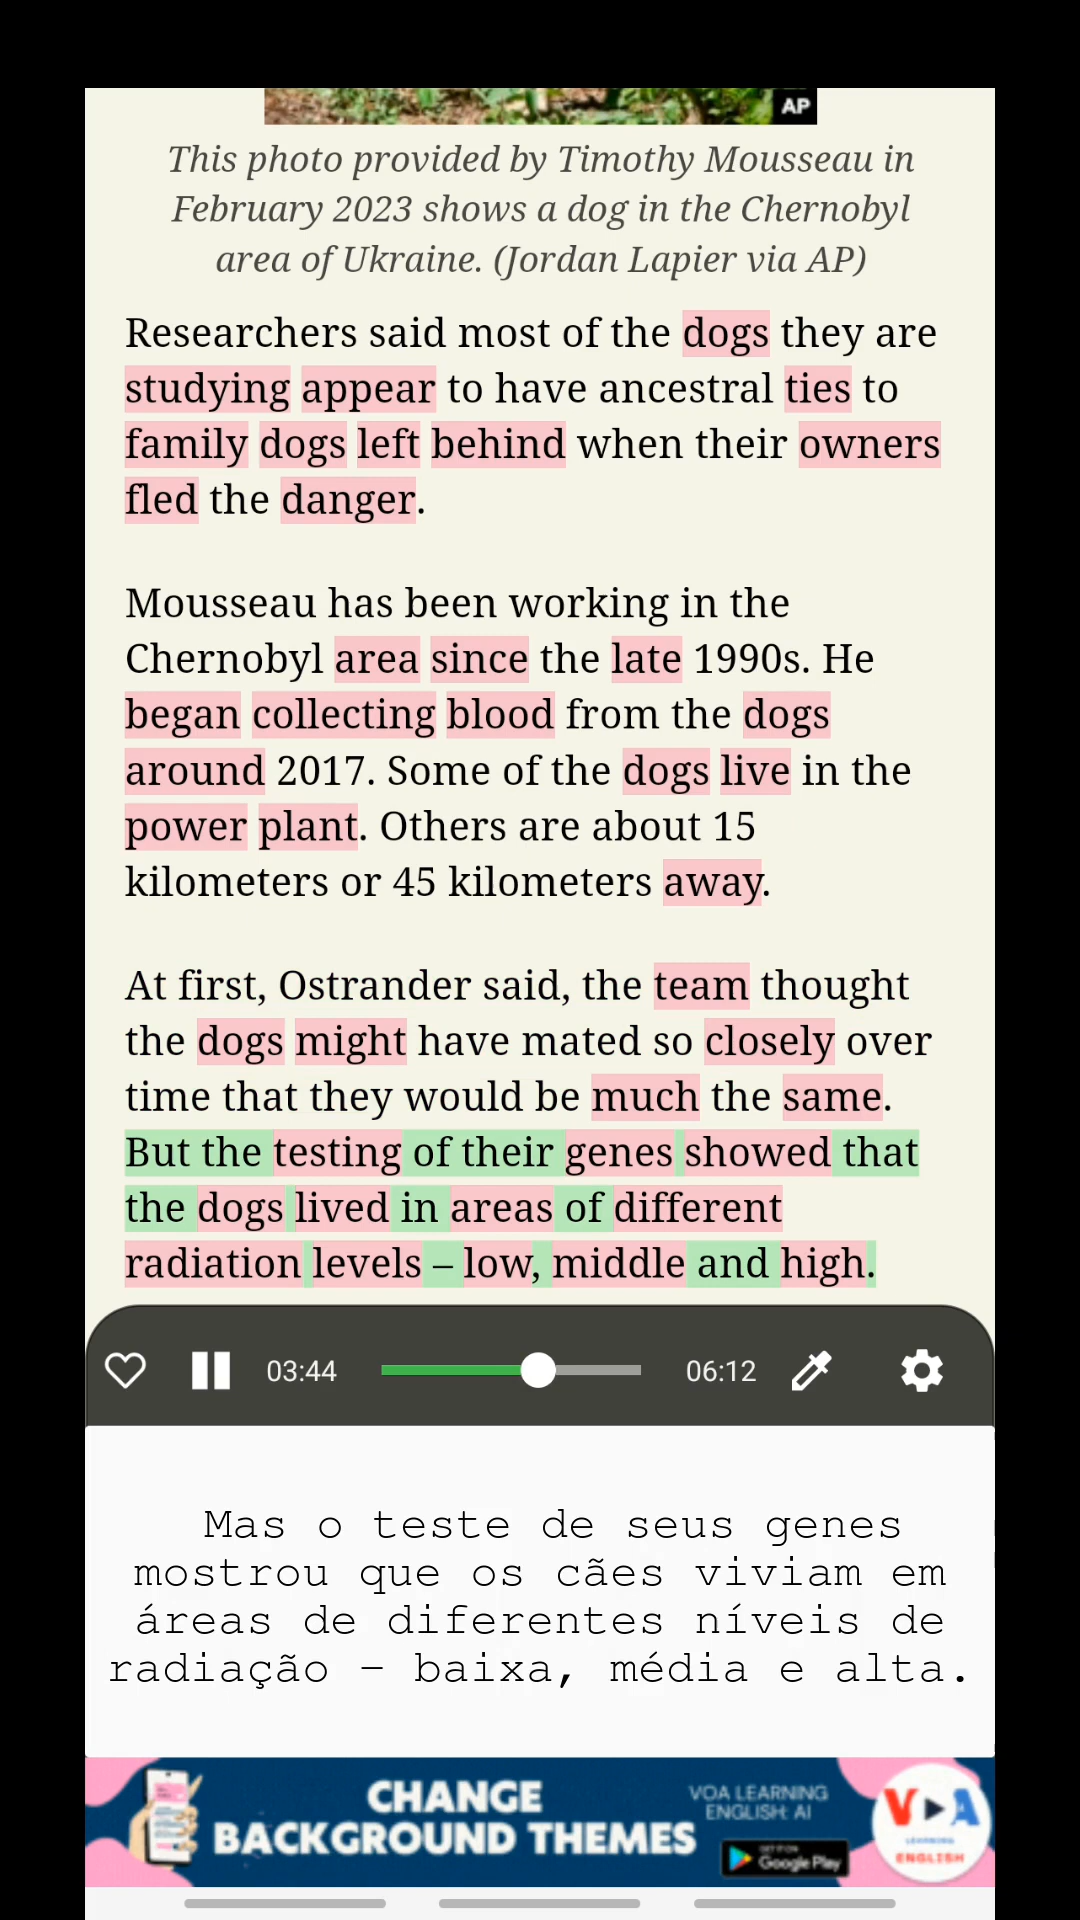 AP
This photo provided by Timothy Mousseau in
February 2023 shows a dog in the Chernobyl
area of Ukraine. (Jordan Lapier via AP)
Researchers said most of the dogs they are
studying appear to have ancestral ties to
family dogs left behind when their owners
fled the danger.
Mousseau has been working in the
Chernobyl area since the late 1990s. He
began collecting blood from the dogs
around 2017. Some of the dogs live in the
power plant. Others are about 15
kilometers or 45 kilometers away.
At first, Ostrander said, the team thought
the dogs might have mated so closely over
time that they would be much the same.
But the testing of their genes showed that
the dogs lived in areas of different
radiation levels – low, middle and high.
03:44
06:12
Mas o teste de seus genes
mostrou que os cães viviam em
áreas de diferentes níveis de
radiação – baixa, média e alta.
CHANGE
BACKGROUND THEMES
VOA LEARNING
ENGLISH: AI
GET IT ON
Google Play
VOA
LEARNING
ENGLISH